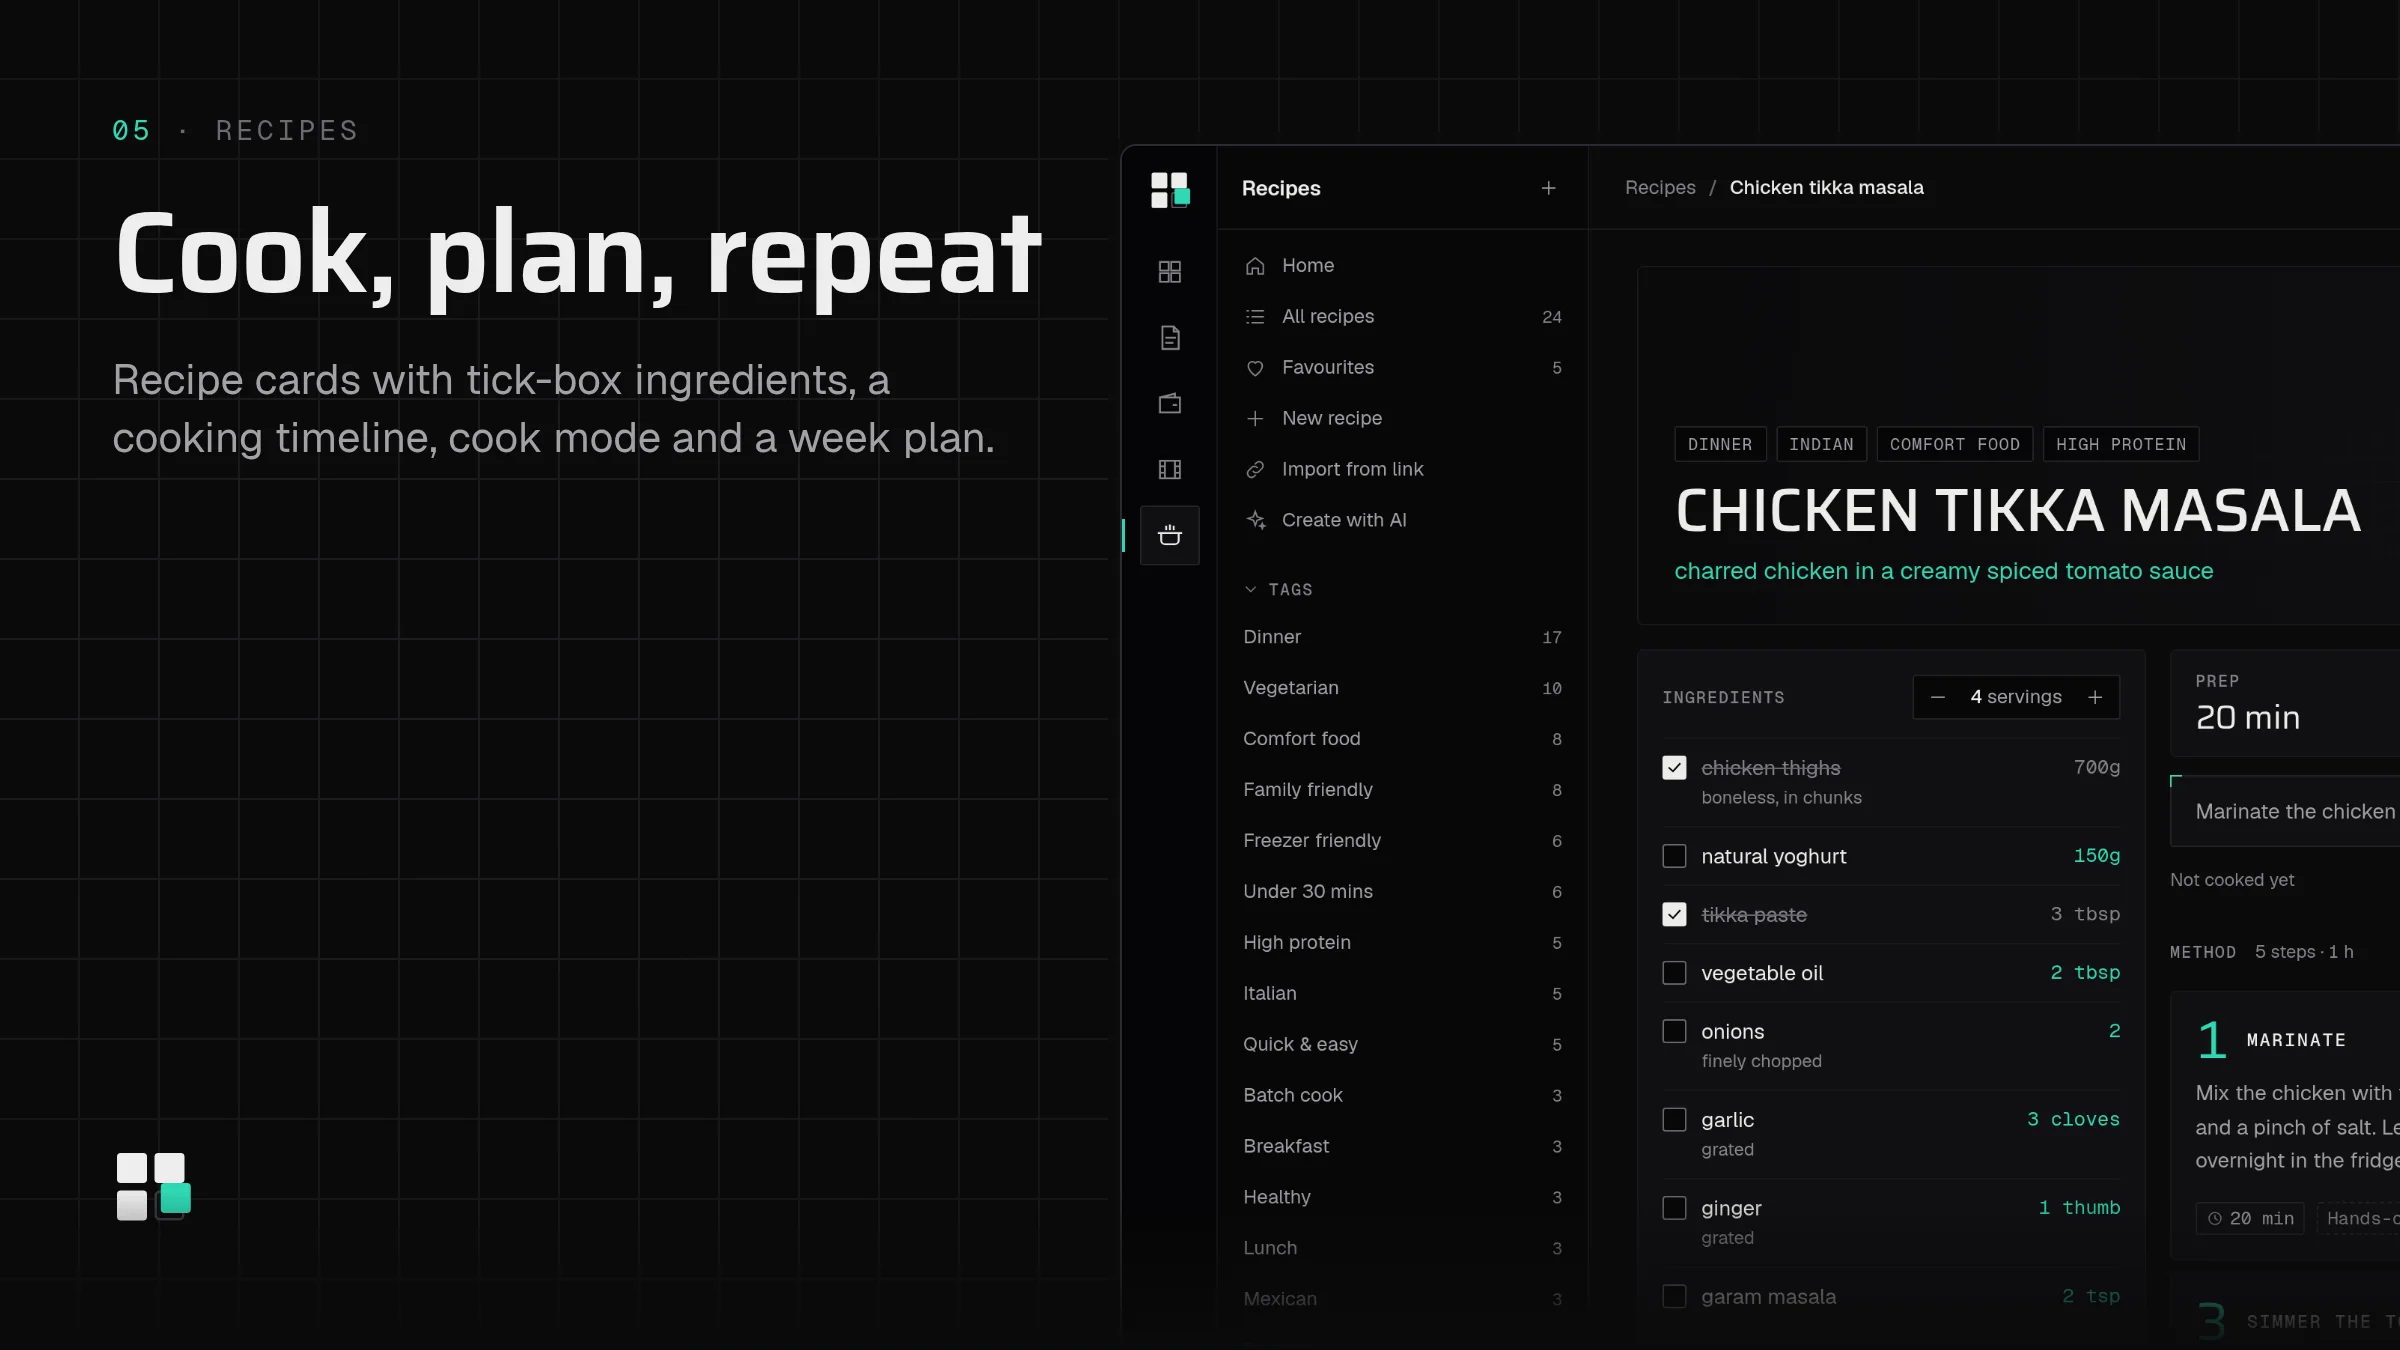 05 · RECIPES
Cook, plan, repeat
Recipe cards with tick-box ingredients, a
cooking timeline, cook mode and a week plan.
Recipes
Home
All recipes 24
Favourites 5
New recipe
Import from link
Create with AI
TAGS
Dinner 17
Vegetarian 10
Comfort food 8
Family friendly 8
Freezer friendly 6
Under 30 mins 6
High protein 5
Italian 5
Quick & easy 5
Batch cook 3
Breakfast 3
Healthy 3
Lunch 3
Mexican 3
Recipes / Chicken tikka masala
DINNER INDIAN COMFORT FOOD HIGH PROTEIN
CHICKEN TIKKA MASALA
charred chicken in a creamy spiced tomato sauce
INGREDIENTS 4 servings
chicken thighs 700g
boneless, in chunks
natural yoghurt 150g
tikka paste 3 tbsp
vegetable oil 2 tbsp
onions 2
finely chopped
garlic 3 cloves
grated
ginger 1 thumb
grated
garam masala 2 tsp
PREP
20 min
Marinate the chicken
Not cooked yet
METHOD 5 steps · 1 h
1 MARINATE
Mix the chicken with
and a pinch of salt. Le
overnight in the fridge
20 min Hands-o
3 SIMMER THE